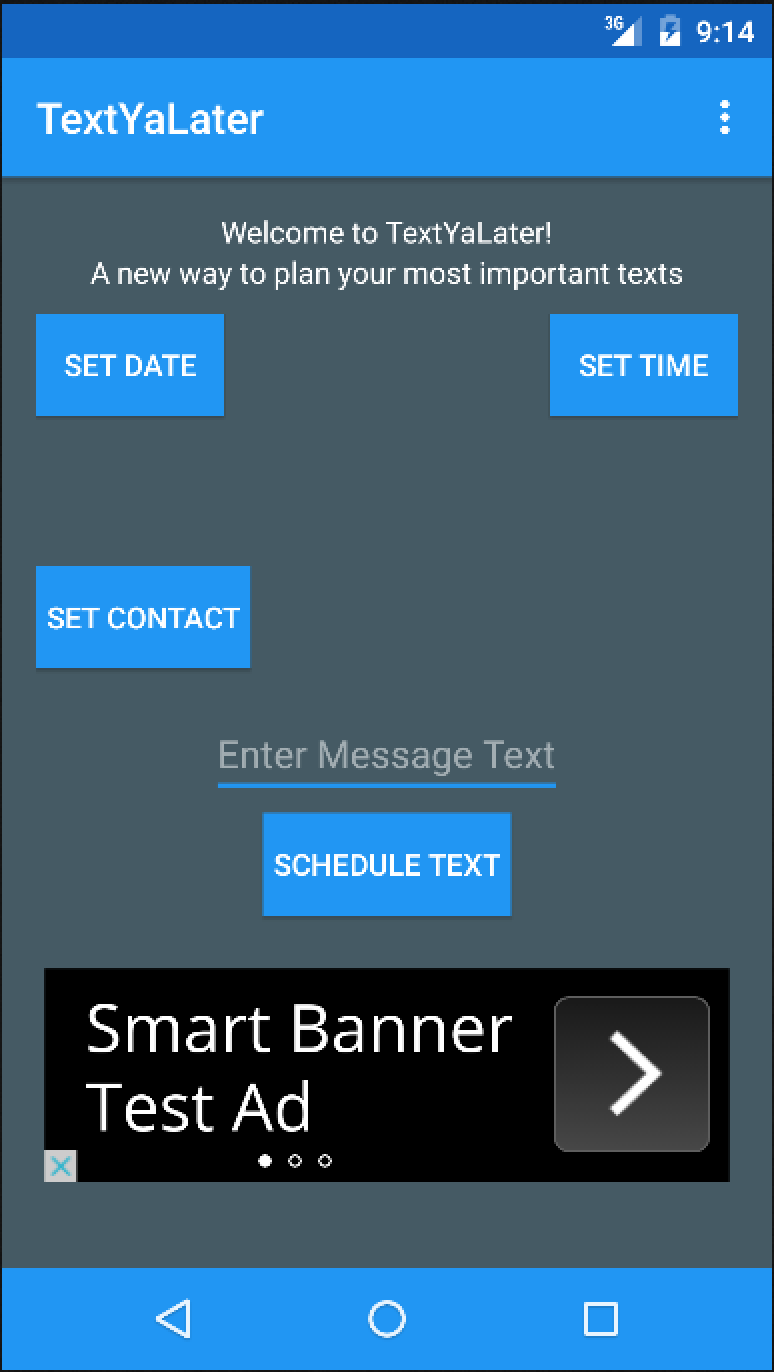 3G 9:14
TextYaLater
Welcome to TextYaLater!
A new way to plan your most important texts
SET DATE
SET TIME
SET CONTACT
Enter Message Text
SCHEDULE TEXT
Smart Banner
Test Ad